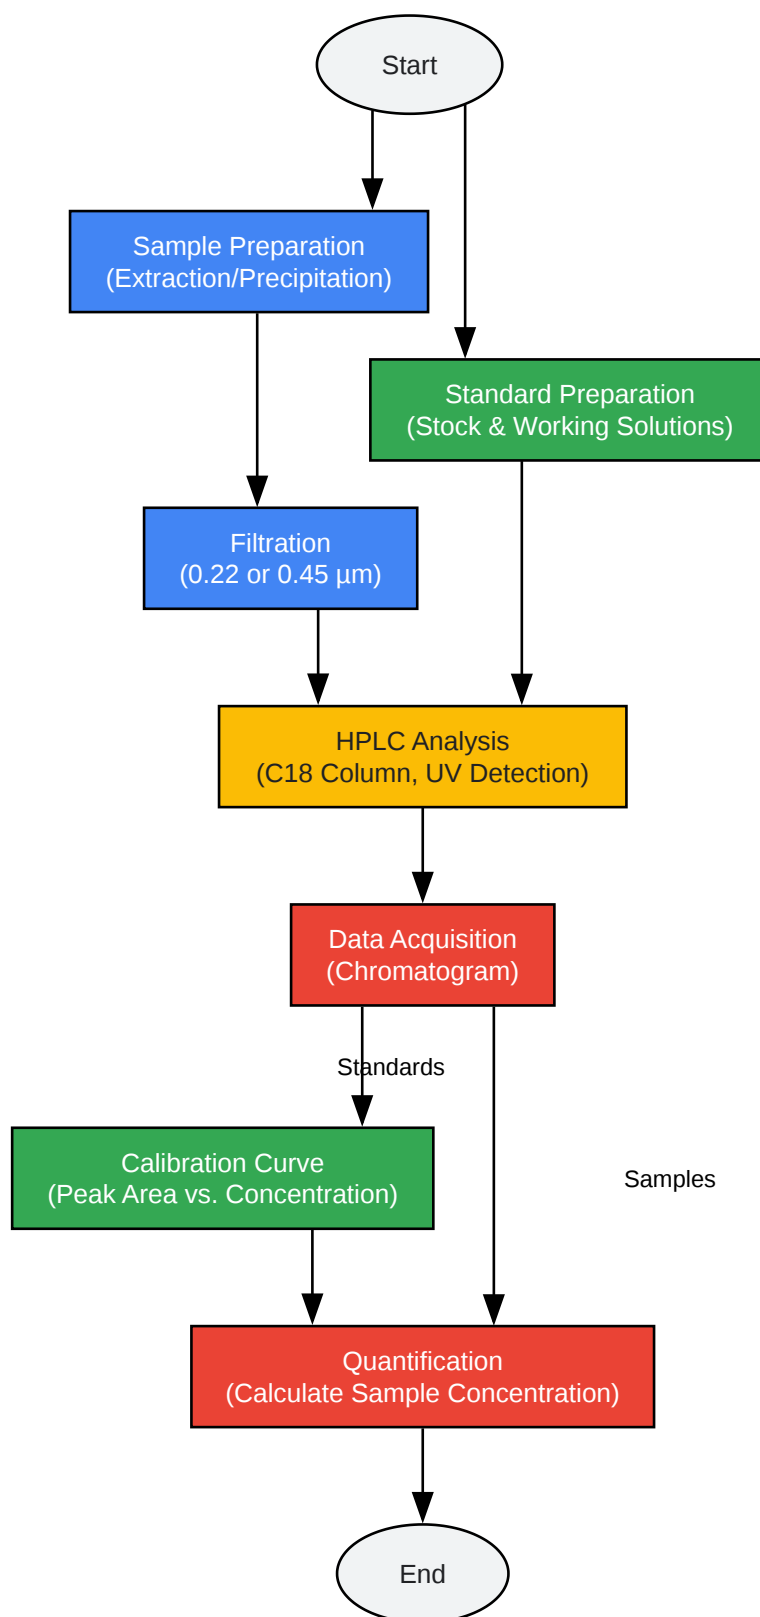 Start
Sample Preparation
(Extraction/Precipitation)
Standard Preparation
(Stock & Working Solutions)
Filtration
(0.22 or 0.45 µm)
HPLC Analysis
(C18 Column, UV Detection)
Data Acquisition
(Chromatogram)
Standards
Calibration Curve
(Peak Area vs. Concentration)
Samples
Quantification
(Calculate Sample Concentration)
End